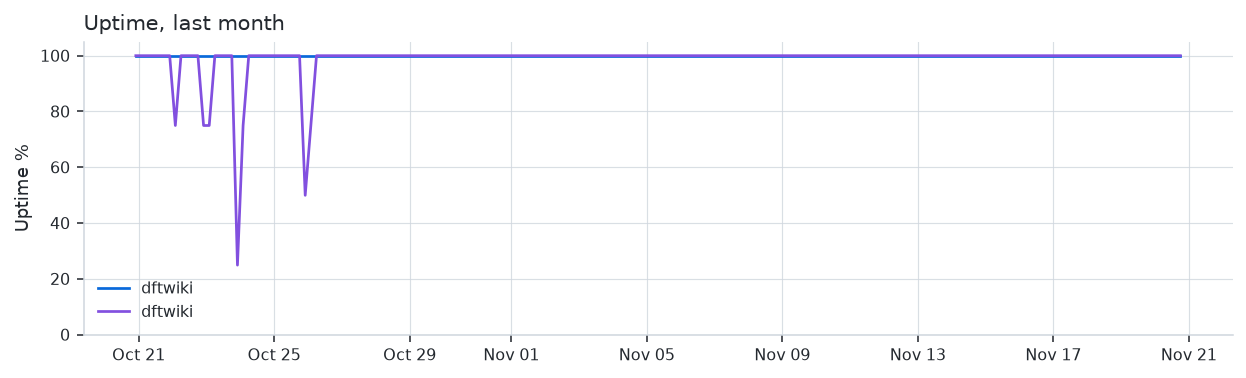 Uptime, last month
Uptime %
100
80
60
40
20
0
dftwiki
dftwiki
Oct 21 Oct 25 Oct 29 Nov 01 Nov 05 Nov 09 Nov 13 Nov 17 Nov 21